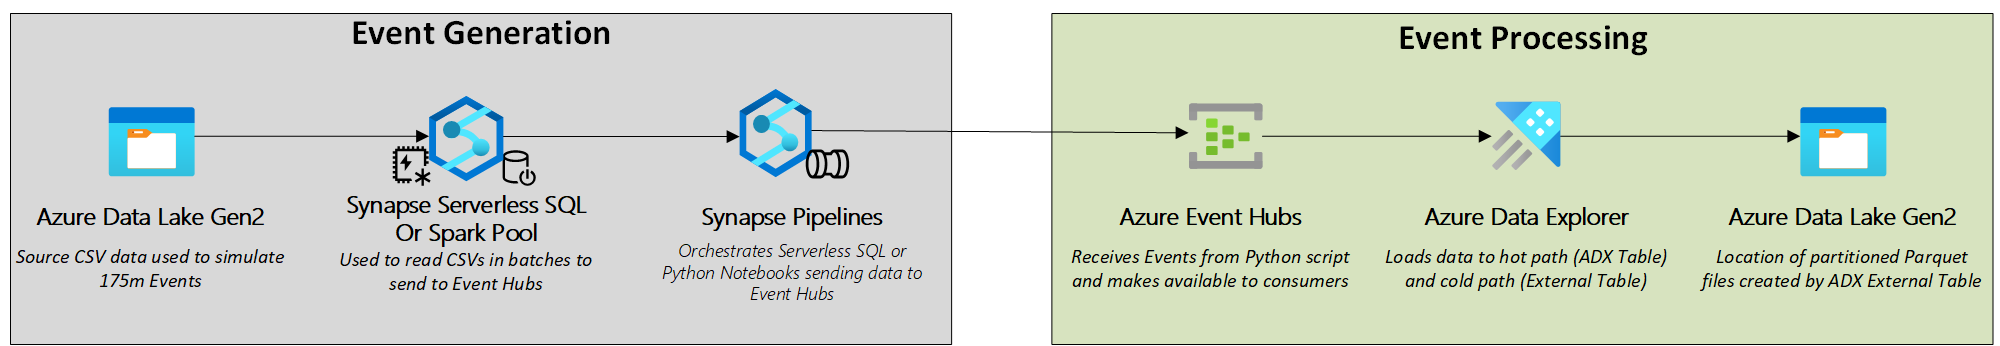 Event Generation
Azure Data Lake Gen2
Source CSV data used to simulate
175m Events
Synapse Serverless SQL
Or Spark Pool
Used to read CSVs in batches to
send to Event Hubs
Synapse Pipelines
Orchestrates Serverless SQL or
Python Notebooks sending data to
Event Hubs
Event Processing
Azure Event Hubs
Receives Events from Python script
and makes available to consumers
Azure Data Explorer
Loads data to hot path (ADX Table)
and cold path (External Table)
Azure Data Lake Gen2
Location of partitioned Parquet
files created by ADX External Table